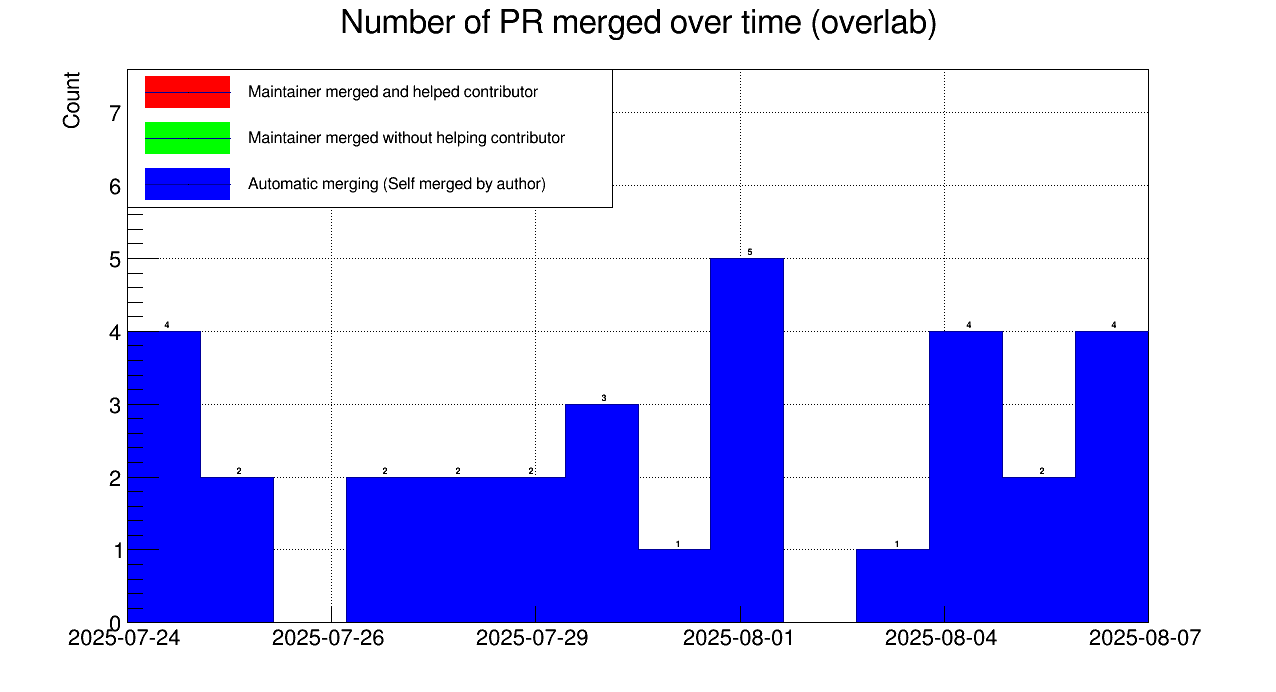 Number of PR merged over time (overlab)
Count
Maintainer merged and helped contributor
Maintainer merged without helping contributor
Automatic merging (Self merged by author)
7
6
5
4
3
2
1
0
4 2 2 2 2 3 1 5 1 4 2 4
2025-07-24 2025-07-26 2025-07-29 2025-08-01 2025-08-04 2025-08-07